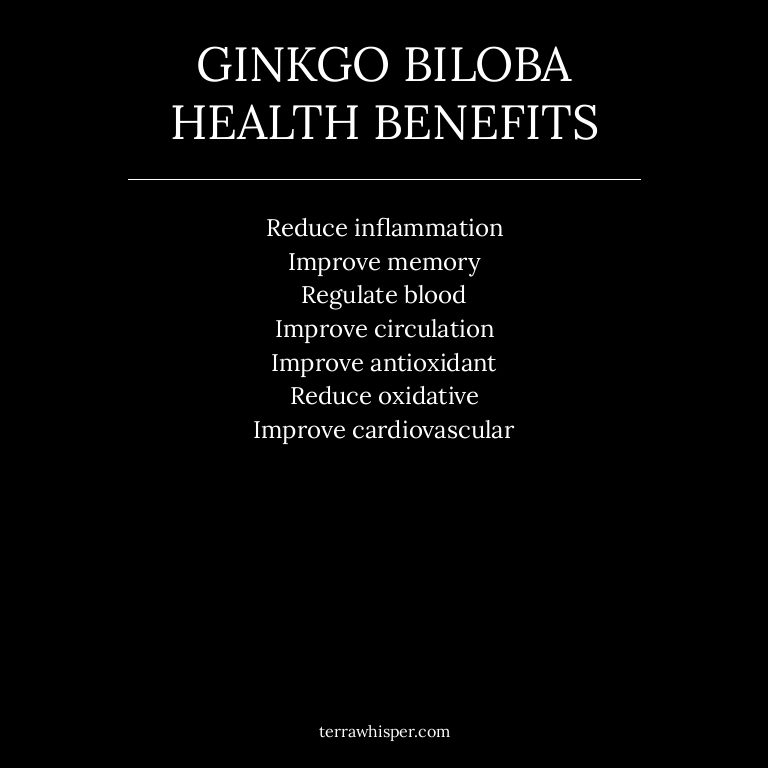 GINKGO BILOBA
HEALTH BENEFITS
Reduce inflammation
Improve memory
Regulate blood
Improve circulation
Improve antioxidant
Reduce oxidative
Improve cardiovascular
terrawhisper.com